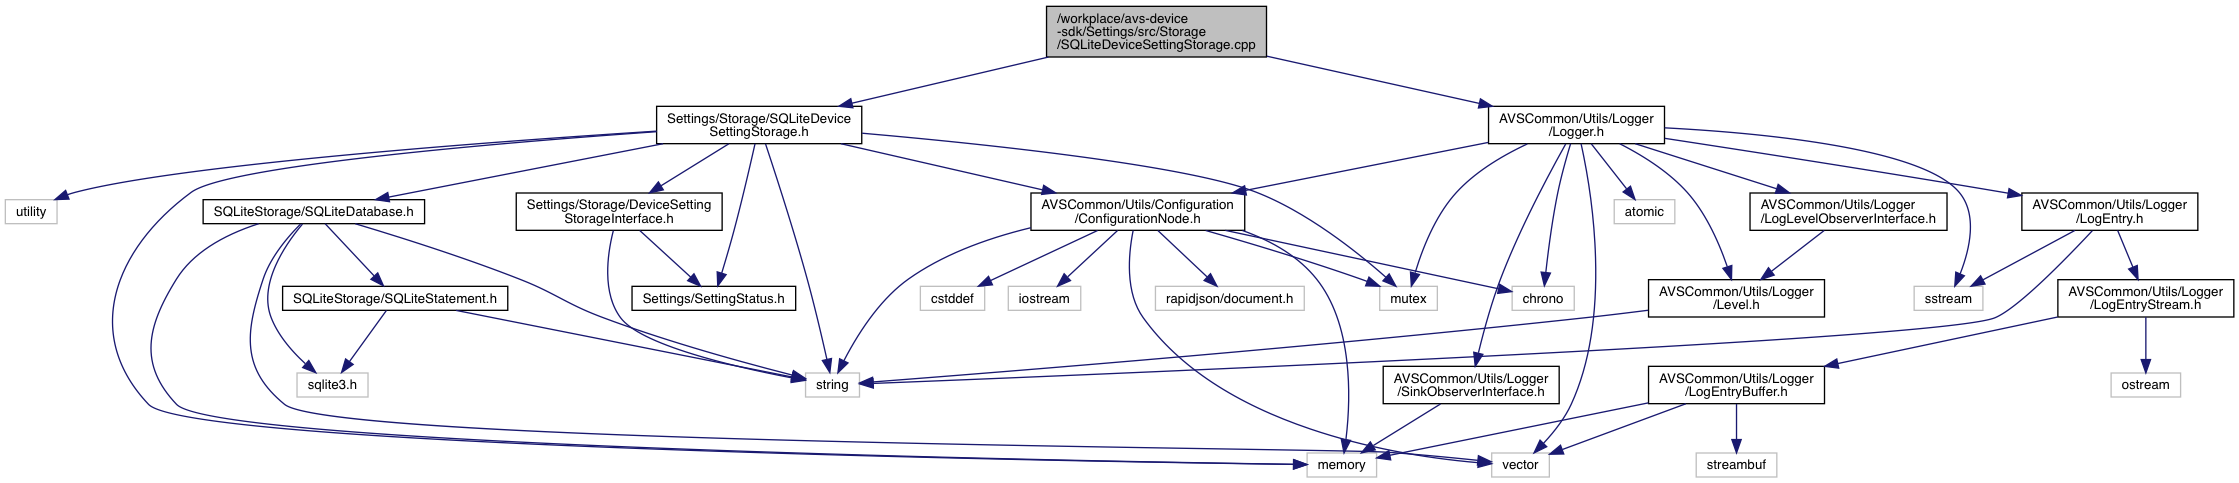 /workplace/avs-device
-sdk/Settings/src/Storage
/SQLiteDeviceSettingStorage.cpp
Settings/Storage/SQLiteDevice
SettingStorage.h
AVSCommon/Utils/Logger
/Logger.h
utility
SQLiteStorage/SQLiteDatabase.h
Settings/Storage/DeviceSetting
StorageInterface.h
AVSCommon/Utils/Configuration
/ConfigurationNode.h
atomic
AVSCommon/Utils/Logger
/LogLevelObserverInterface.h
AVSCommon/Utils/Logger
/LogEntry.h
SQLiteStorage/SQLiteStatement.h
Settings/SettingStatus.h
cstddef
iostream
rapidjson/document.h
mutex
chrono
AVSCommon/Utils/Logger
/Level.h
sstream
AVSCommon/Utils/Logger
/LogEntryStream.h
sqlite3.h
string
AVSCommon/Utils/Logger
/SinkObserverInterface.h
AVSCommon/Utils/Logger
/LogEntryBuffer.h
ostream
memory
vector
streambuf